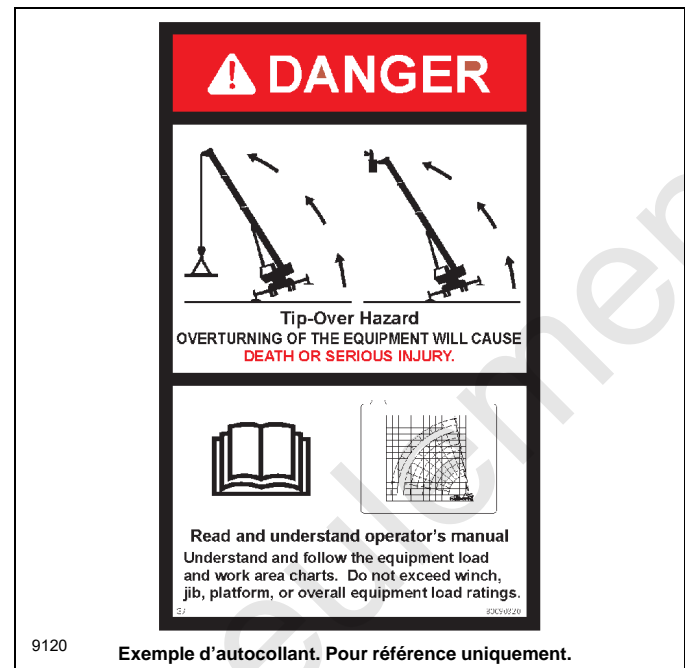 DANGER
Tip-Over Hazard
OVERTURNING OF THE EQUIPMENT WILL CAUSE
DEATH OR SERIOUS INJURY.
Read and understand operator's manual
Understand and follow the equipment load
and work area charts. Do not exceed winch,
jib, platform, or overall equipment load ratings.
9120
Exemple d'autocollant. Pour référence uniquement.